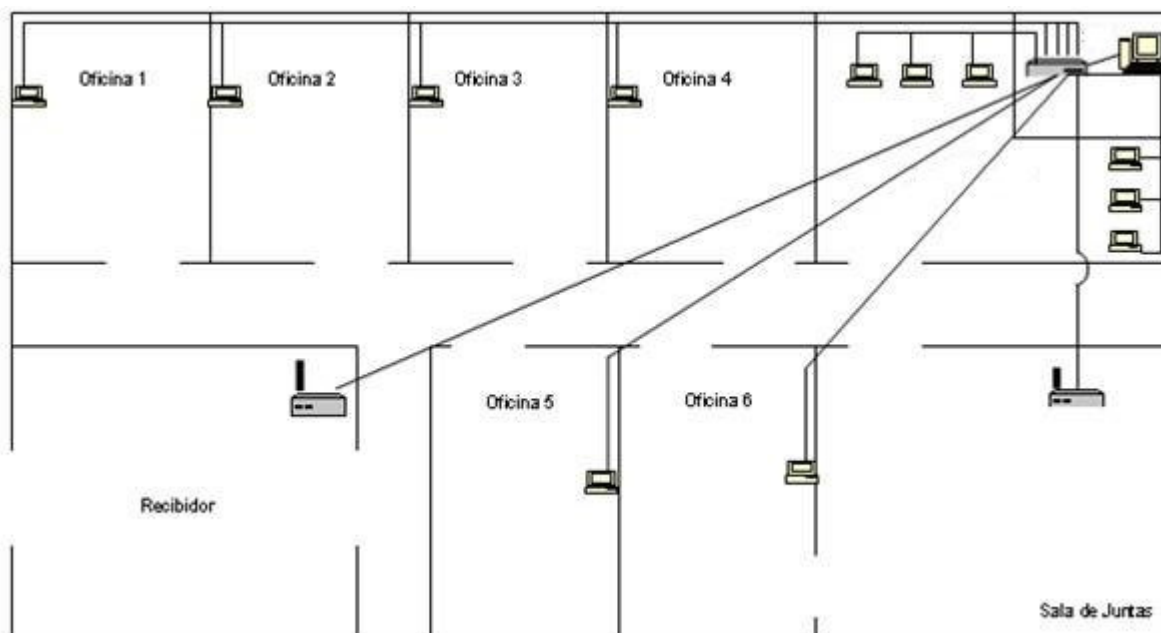 Oficina 1
Oficina 2
Oficina 3
Oficina 4
Oficina 5
Oficina 6
Recibidor
Sala de Juntas